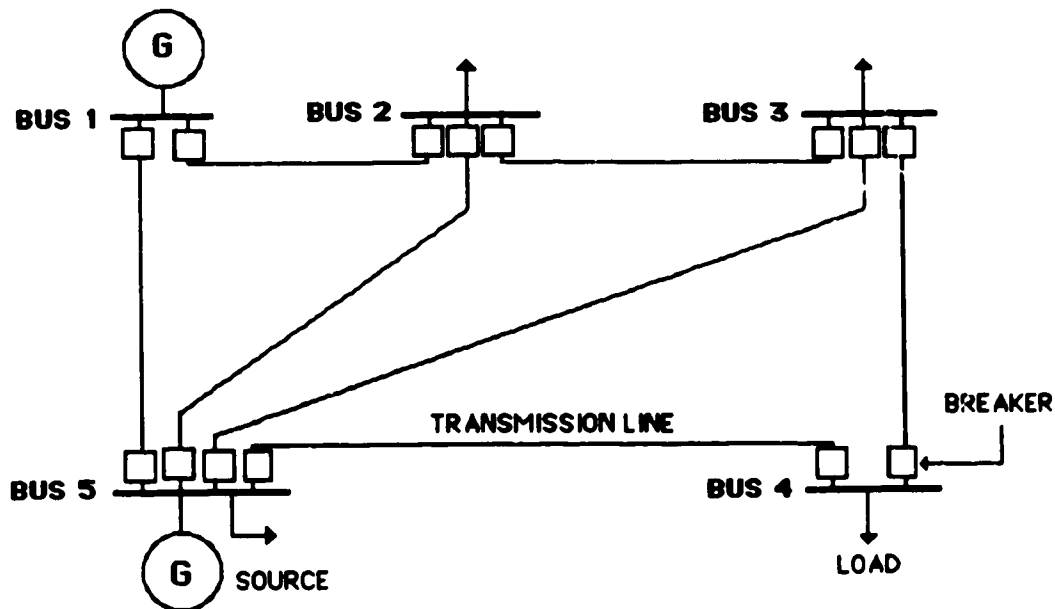 G
BUS 1
BUS 2
BUS 3
BREAKER
TRANSMISSION LINE
BUS 5
BUS 4
G
SOURCE
LOAD